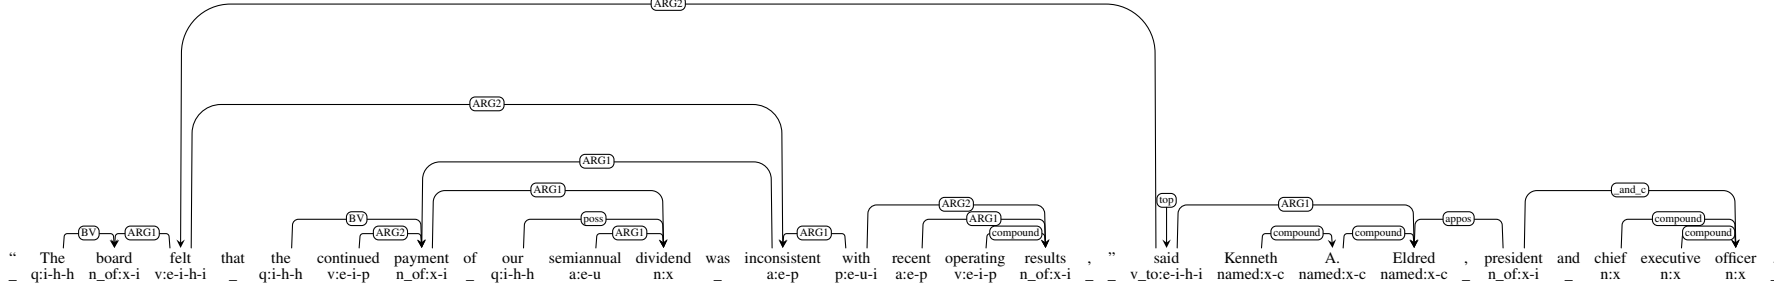 ARG2
ARG2
ARG1
ARG1 _and_c
top ARG2 ARG1
BV poss ARG1 appos compound
BV ARG1 ARG2 ARG1 ARG1 compound compound compound compound
“ The board felt that the continued payment of our semiannual dividend was inconsistent with recent operating results , ” said Kenneth A. Eldred , president and chief executive officer .
_ q:i-h-h n_of:x-i v:e-i-h-i _ q:i-h-h v:e-i-p n_of:x-i _ q:i-h-h a:e-u n:x _ a:e-p p:e-u-i a:e-p v:e-i-p n_of:x-i _ _ v_to:e-i-h-i named:x-c named:x-c named:x-c _ n_of:x-i _ n:x n:x n:x _